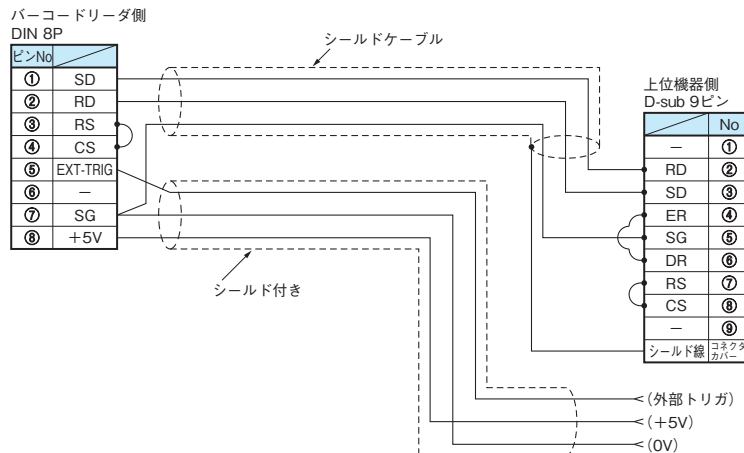 バーコードリーダ側
DIN 8P
ピンNo
① SD
② RD
③ RS
④ CS
⑤ EXT-TRIG
⑥ −
⑦ SG
⑧ +5V
シールドケーブル
シールド付き
上位機器側
D-sub 9ピン
No
− ①
RD ②
SD ③
ER ④
SG ⑤
DR ⑥
RS ⑦
CS ⑧
− ⑨
シールド線 コネクタ
カバー
(外部トリガ)
(+5V)
(0V)